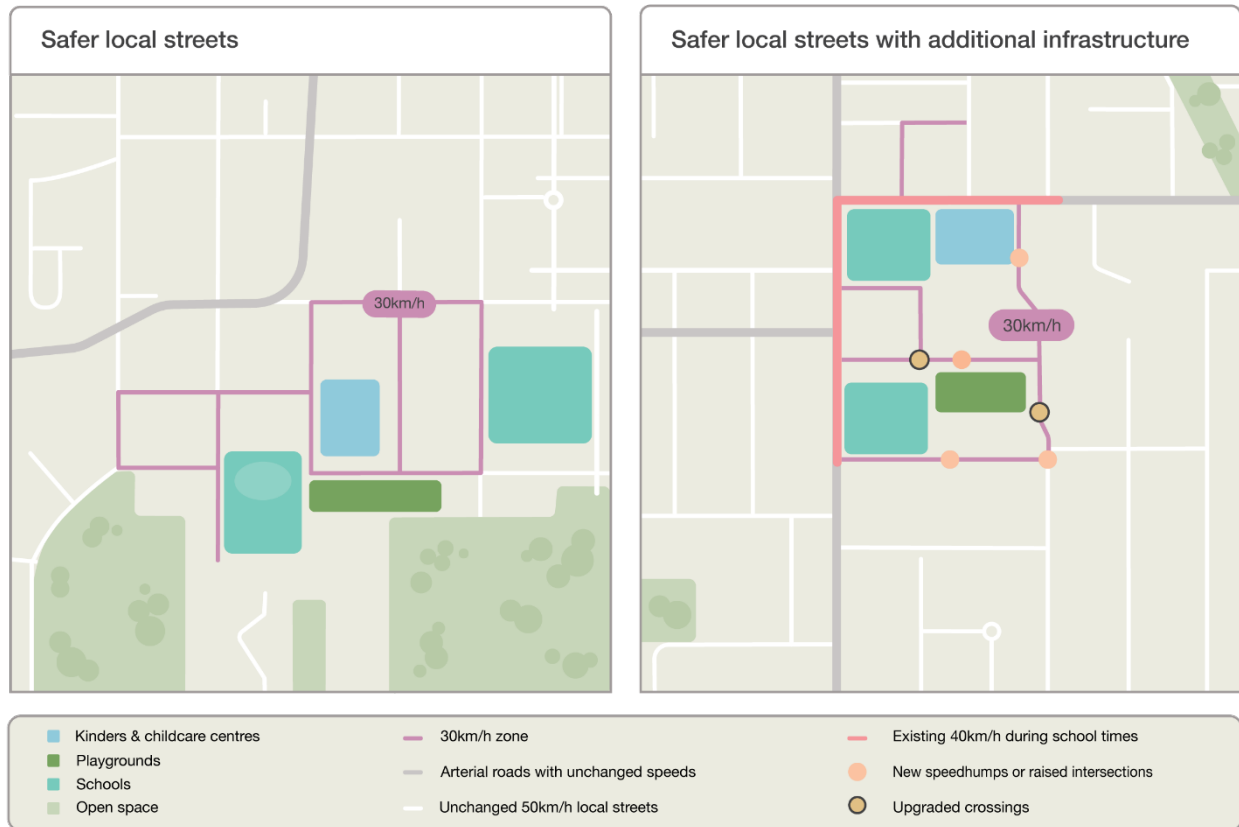 Safer local streets
Safer local streets with additional infrastructure
30km/h
30km/h
Kinders & childcare centres
Playgrounds
Schools
Open space
30km/h zone
Arterial roads with unchanged speeds
Unchanged 50km/h local streets
Existing 40km/h during school times
New speedhumps or raised intersections
Upgraded crossings